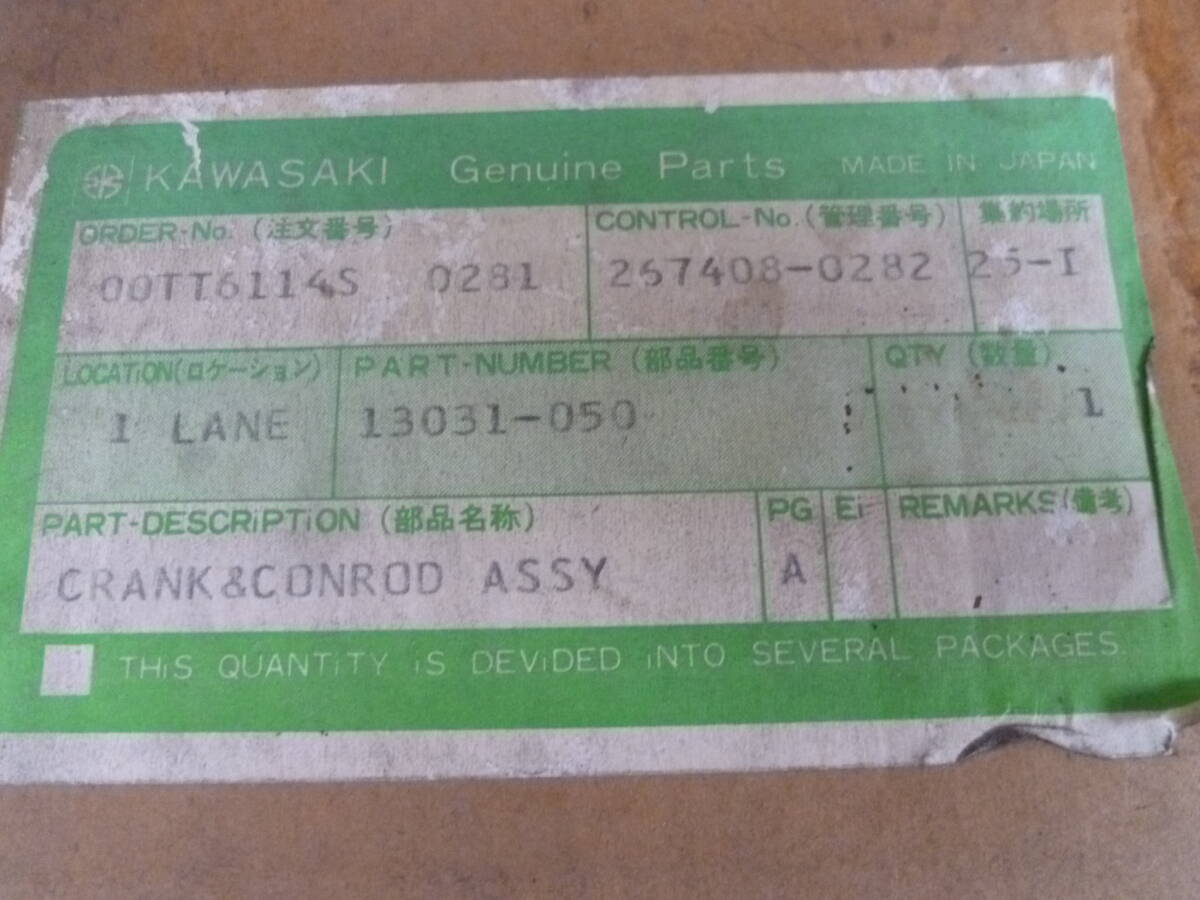 KAWASAKI Genuine Parts MADE IN JAPAN
ORDER-No. (注文番号) CONTROL-No. (管理番号) 集約場所
00TT6114S 0281 267408-0282 25-I
LOCATiON(ロケーション) PART-NUMBER (部品番号) QTY (数量)
I LANE 13031-050 1
PART-DESCRiPTiON (部品名称) PG Ei REMARKS(備考)
CRANK&CONROD ASSY A
THiS QUANTiTY iS DEViDED iNTO SEVERAL PACKAGES.